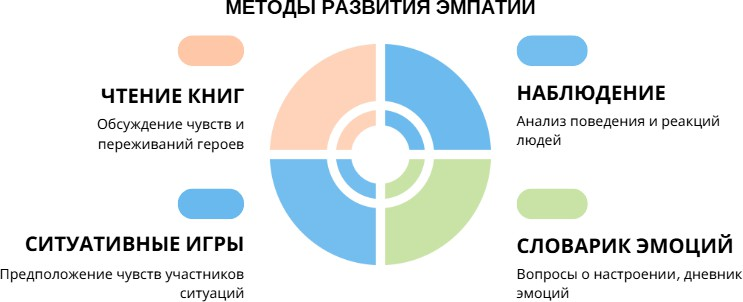 МЕТОДЫ РАЗВИТИЯ ЭМПАТИИ
ЧТЕНИЕ КНИГ
Обсуждение чувств и
переживаний героев
НАБЛЮДЕНИЕ
Анализ поведения и реакций
людей
СИТУАТИВНЫЕ ИГРЫ
Предположение чувств участников
ситуаций
СЛОВАРИК ЭМОЦИЙ
Вопросы о настроении, дневник
эмоций